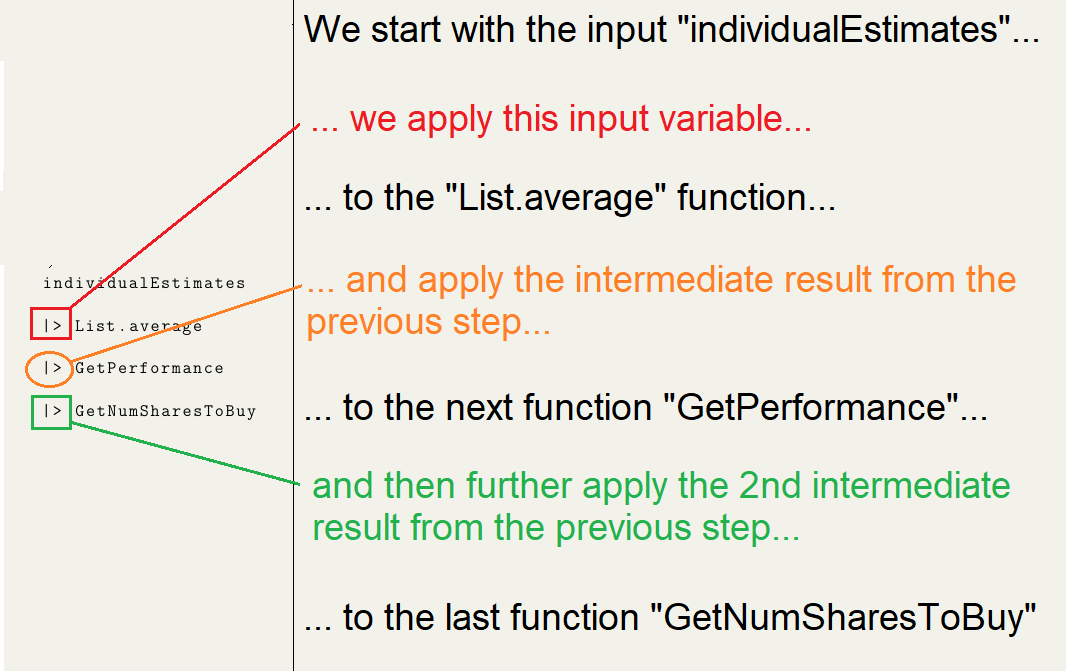 We start with the input "individualEstimates"...
... we apply this input variable...
... to the "List.average" function...
... and apply the intermediate result from the
previous step...
... to the next function "GetPerformance"...
and then further apply the 2nd intermediate
result from the previous step...
... to the last function "GetNumSharesToBuy"
individualEstimates
|> List.average
|> GetPerformance
|> GetNumSharesToBuy